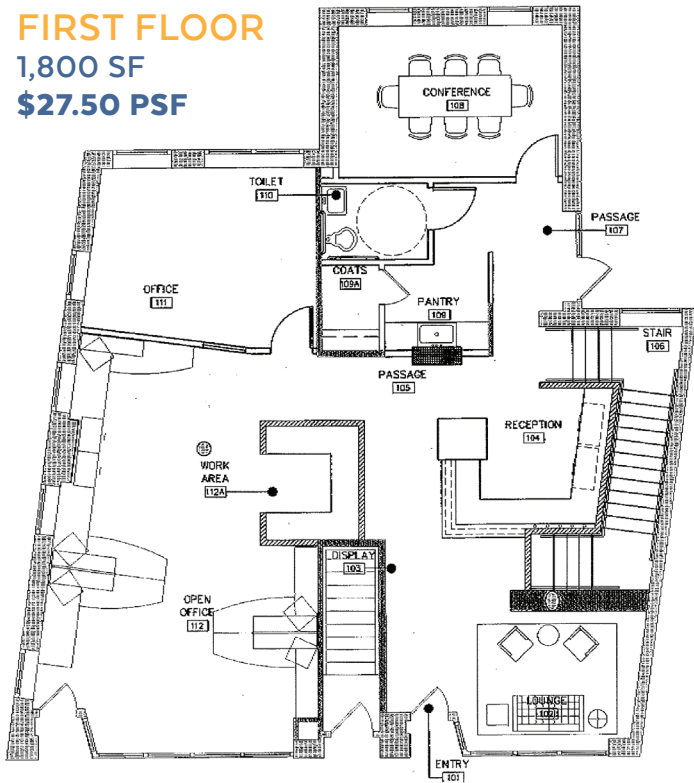 FIRST FLOOR
1,800 SF
$27.50 PSF
CONFERENCE
108
TOILET
110
PASSAGE
107
COATS
109A
OFFICE
111
PANTRY
109
STAIR
106
PASSAGE
105
RECEPTION
104
WORK
AREA
112A
DISPLAY
103
OPEN
OFFICE
112
LOUNGE
ENTRY
101